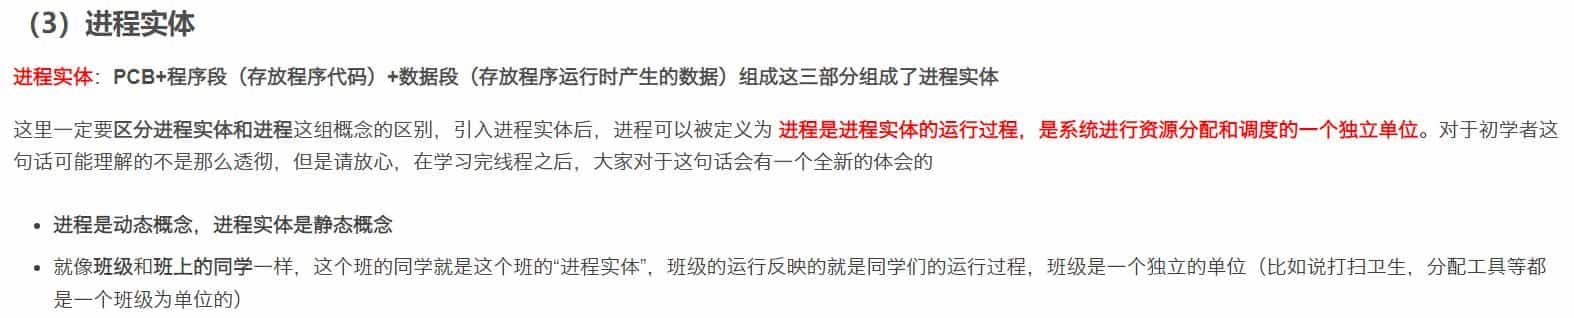 （3）进程实体
进程实体：PCB+程序段（存放程序代码）+数据段（存放程序运行时产生的数据）组成这三部分组成了进程实体
这里一定要区分进程实体和进程这组概念的区别，引入进程实体后，进程可以被定义为 进程是进程实体的运行过程，是系统进行资源分配和调度的一个独立单位。对于初学者这
句话可能理解的不是那么透彻，但是请放心，在学习完线程之后，大家对于这句话会有一个全新的体会的
• 进程是动态概念，进程实体是静态概念
• 就像班级和班上的同学一样，这个班的同学就是这个班的“进程实体”，班级的运行反映的就是同学们的运行过程，班级是一个独立的单位（比如说打扫卫生，分配工具等都
是一个班级为单位的）